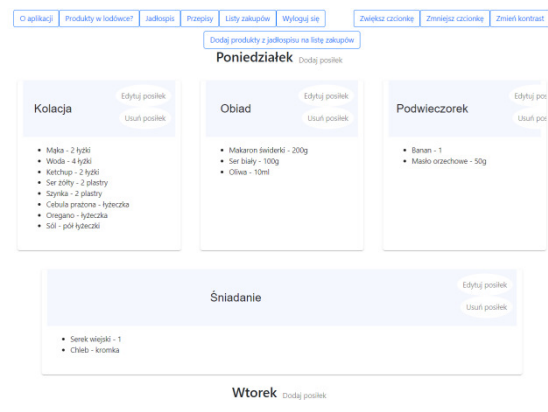 O aplikacji Produkty w lodówce? Jadłospis Przepisy Listy zakupów Wyloguj się Zwiększ czcionkę Zmniejsz czcionkę Zmień kontrast
Dodaj produkty z jadłospisu na listę zakupów
Poniedziałek Dodaj posiłek
Kolacja
Edytuj posiłek
Usuń posiłek
Mąka - 2 łyżki
Woda - 4 łyżki
Ketchup - 2 łyżki
Ser żółty - 2 plastry
Szynka - 2 plastry
Cebula prażona - łyżeczka
Oregano - łyżeczka
Sól - pół łyżeczki
Obiad
Edytuj posiłek
Usuń posiłek
Makaron świderki - 200g
Ser biały - 100g
Oliwa - 10ml
Podwieczorek
Edytuj pos
Usuń pos
Banan - 1
Masło orzechowe - 50g
Śniadanie
Edytuj posiłek
Usuń posiłek
Serek wiejski - 1
Chleb - kromka
Wtorek Dodaj posiłek